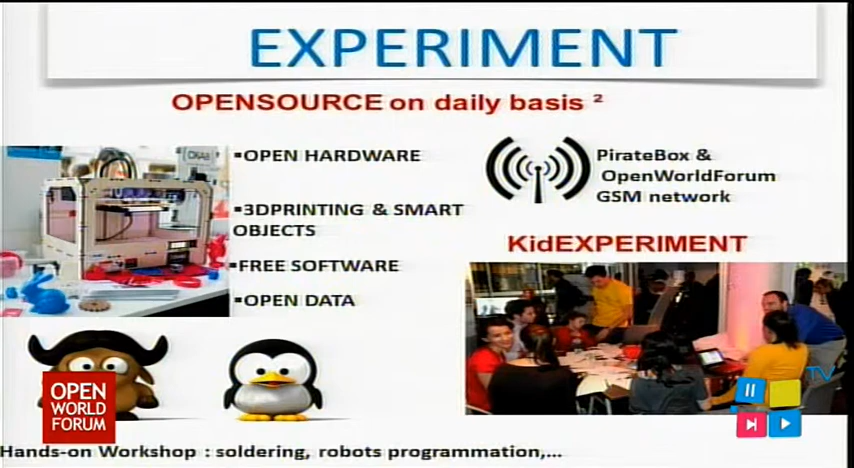 EXPERIMENT
OPENSOURCE on daily basis ²
▪OPEN HARDWARE
▪3DPRINTING & SMART
OBJECTS
▪FREE SOFTWARE
▪OPEN DATA
PirateBox &
OpenWorldForum
GSM network
KidEXPERIMENT
OPEN
WORLD
FORUM
TV
Hands-on Workshop : soldering, robots programmation,...